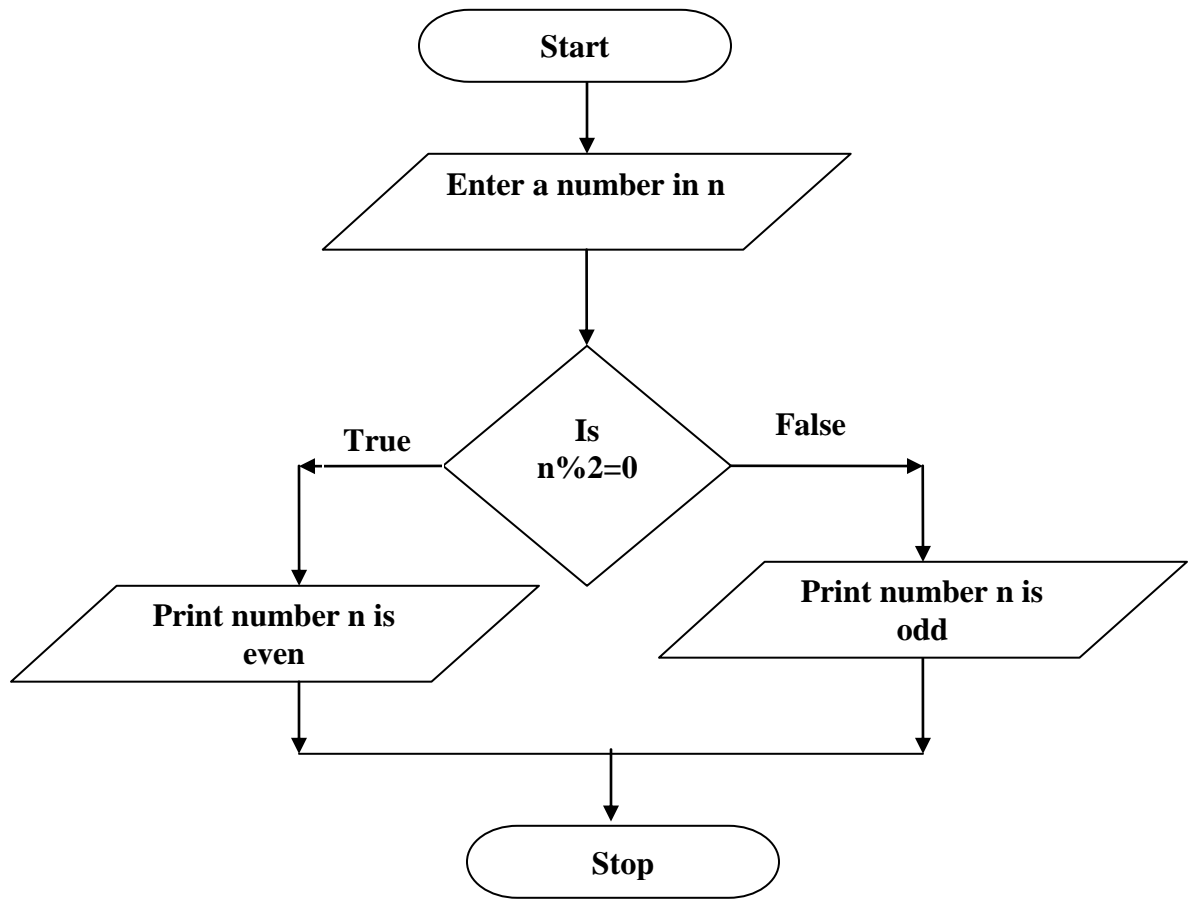 Start
Enter a number in n
Is
n%2=0
True
False
Print number n is
even
Print number n is
odd
Stop